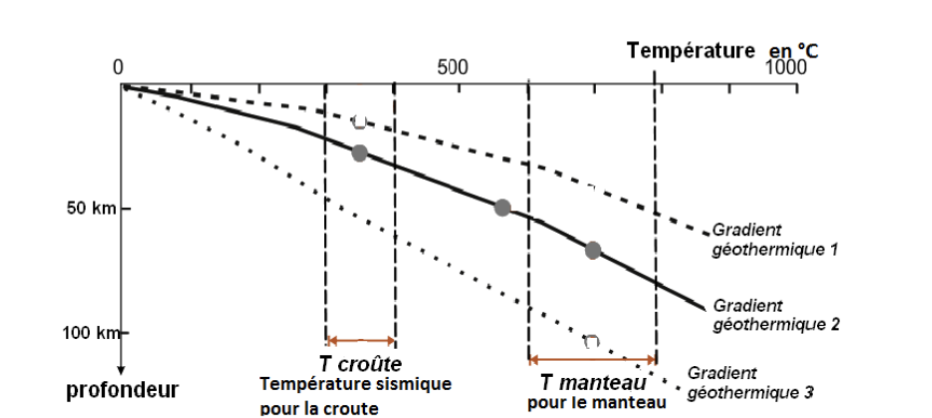 Température en °C
0
500
1000
50 km
100 km
profondeur
Gradient
géothermique 1
Gradient
géothermique 2
Gradient
géothermique 3
T croûte
Température sismique
pour la croute
T manteau
pour le manteau